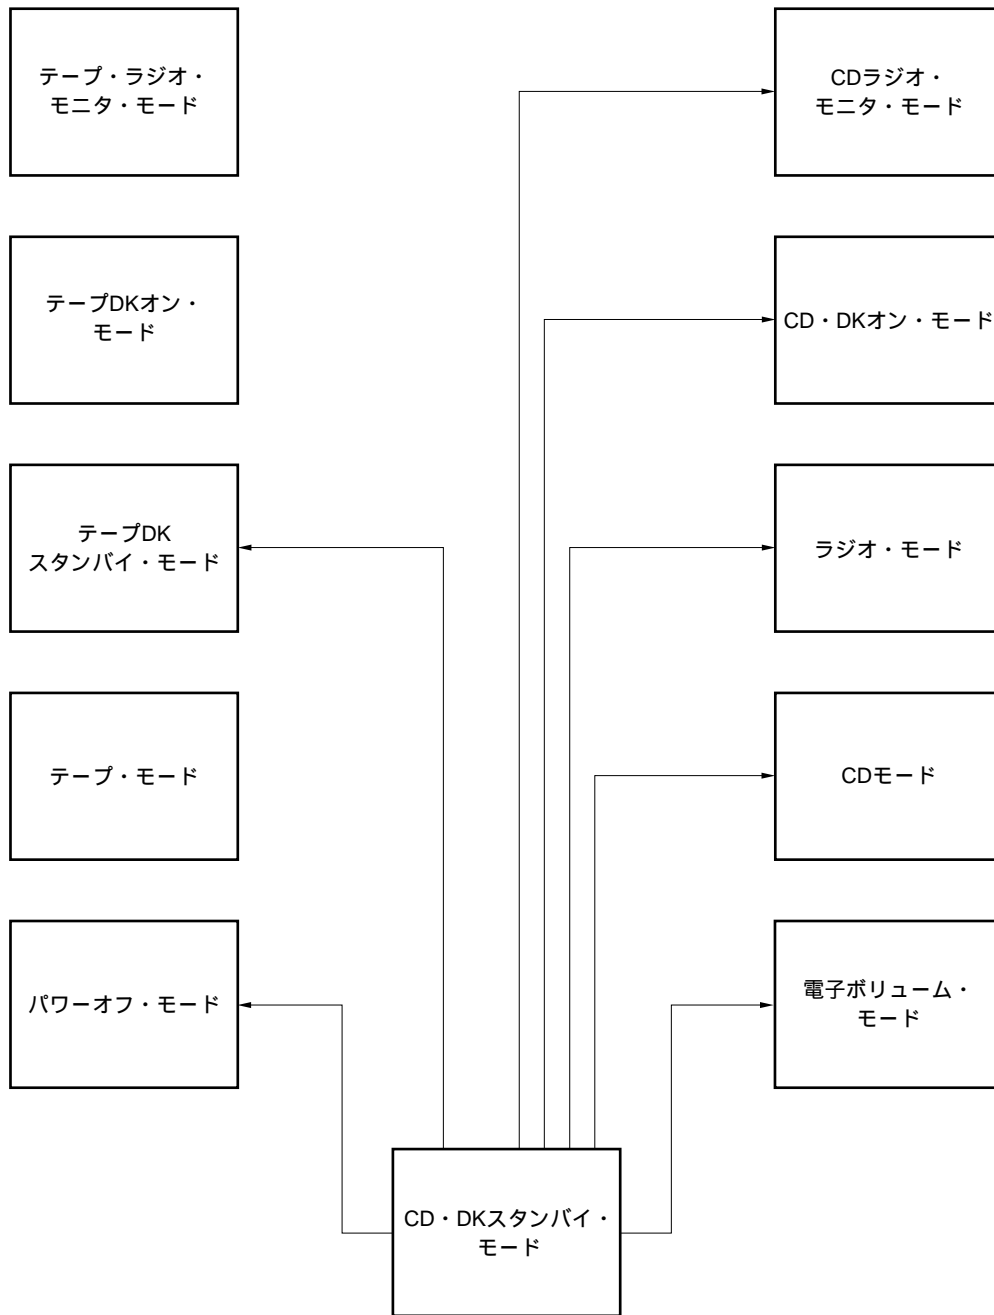 テープ・ラジオ・
モニタ・モード
CDラジオ・
モニタ・モード
テープDKオン・
モード
CD・DKオン・モード
テープDK
スタンバイ・モード
ラジオ・モード
テープ・モード
CDモード
パワーオフ・モード
電子ボリューム・
モード
CD・DKスタンバイ・
モード